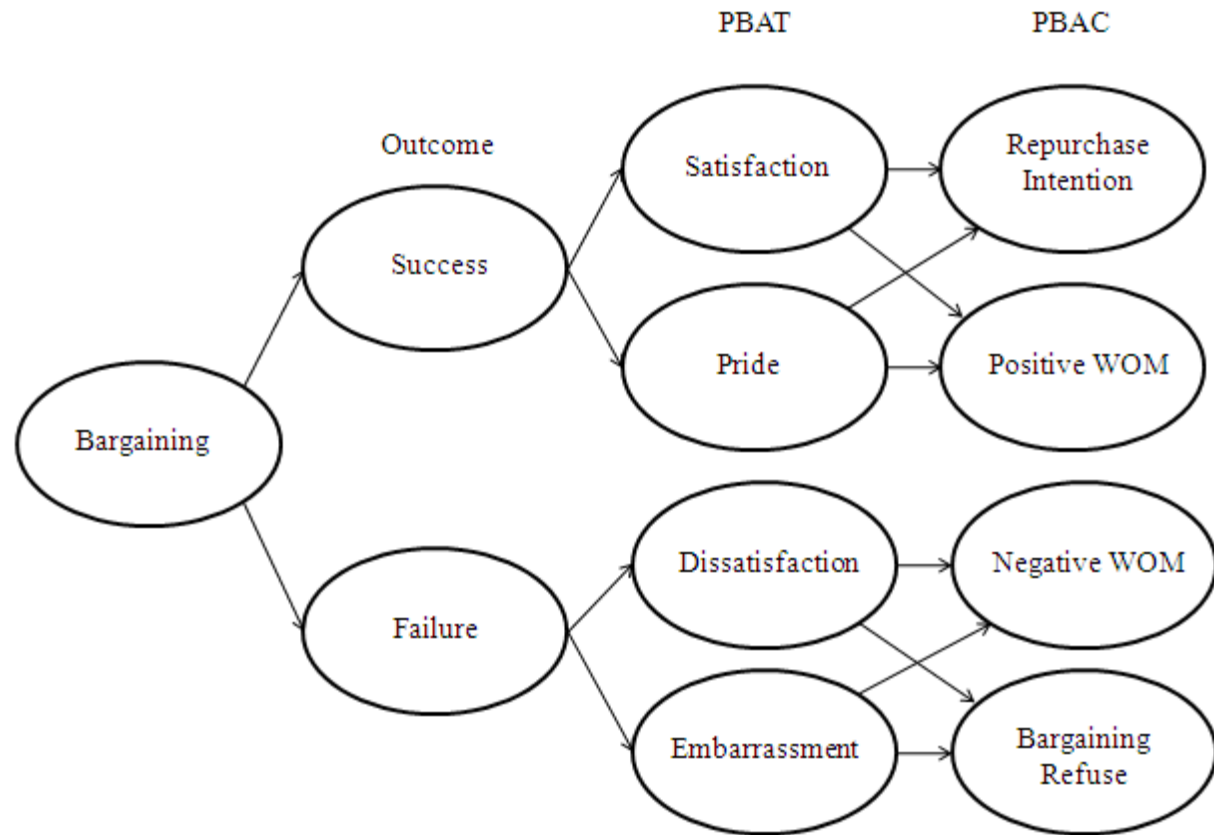 PBAT
PBAC
Outcome
Satisfaction
Repurchase
Intention
Success
Pride
Positive WOM
Bargaining
Dissatisfaction
Negative WOM
Failure
Embarrassment
Bargaining
Refuse